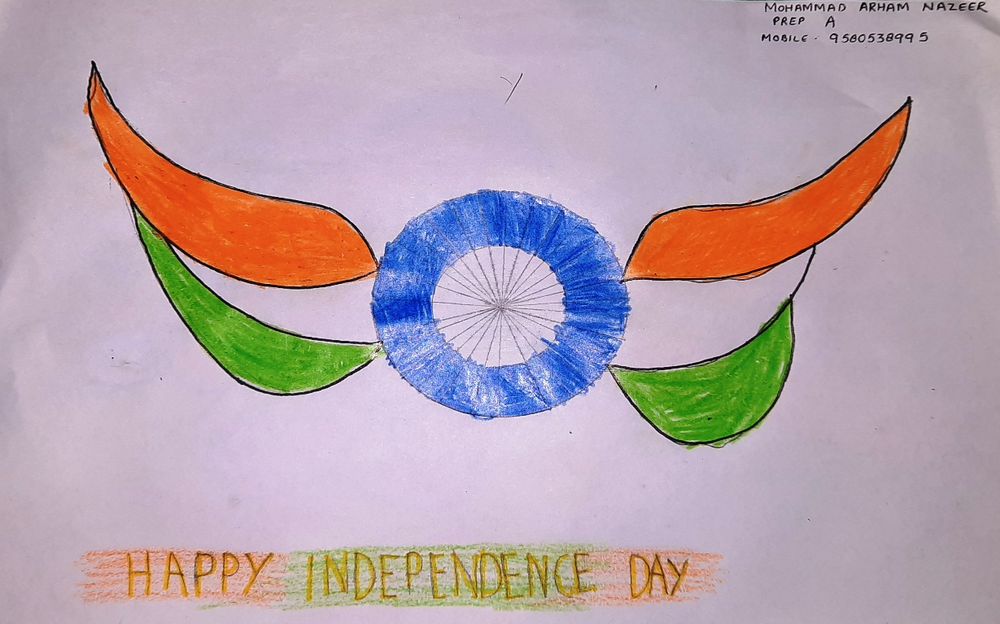 MOHAMMAD ARHAM NAZEER
PREP A
MOBILE - 9580538995
HAPPY INDEPENDENCE DAY